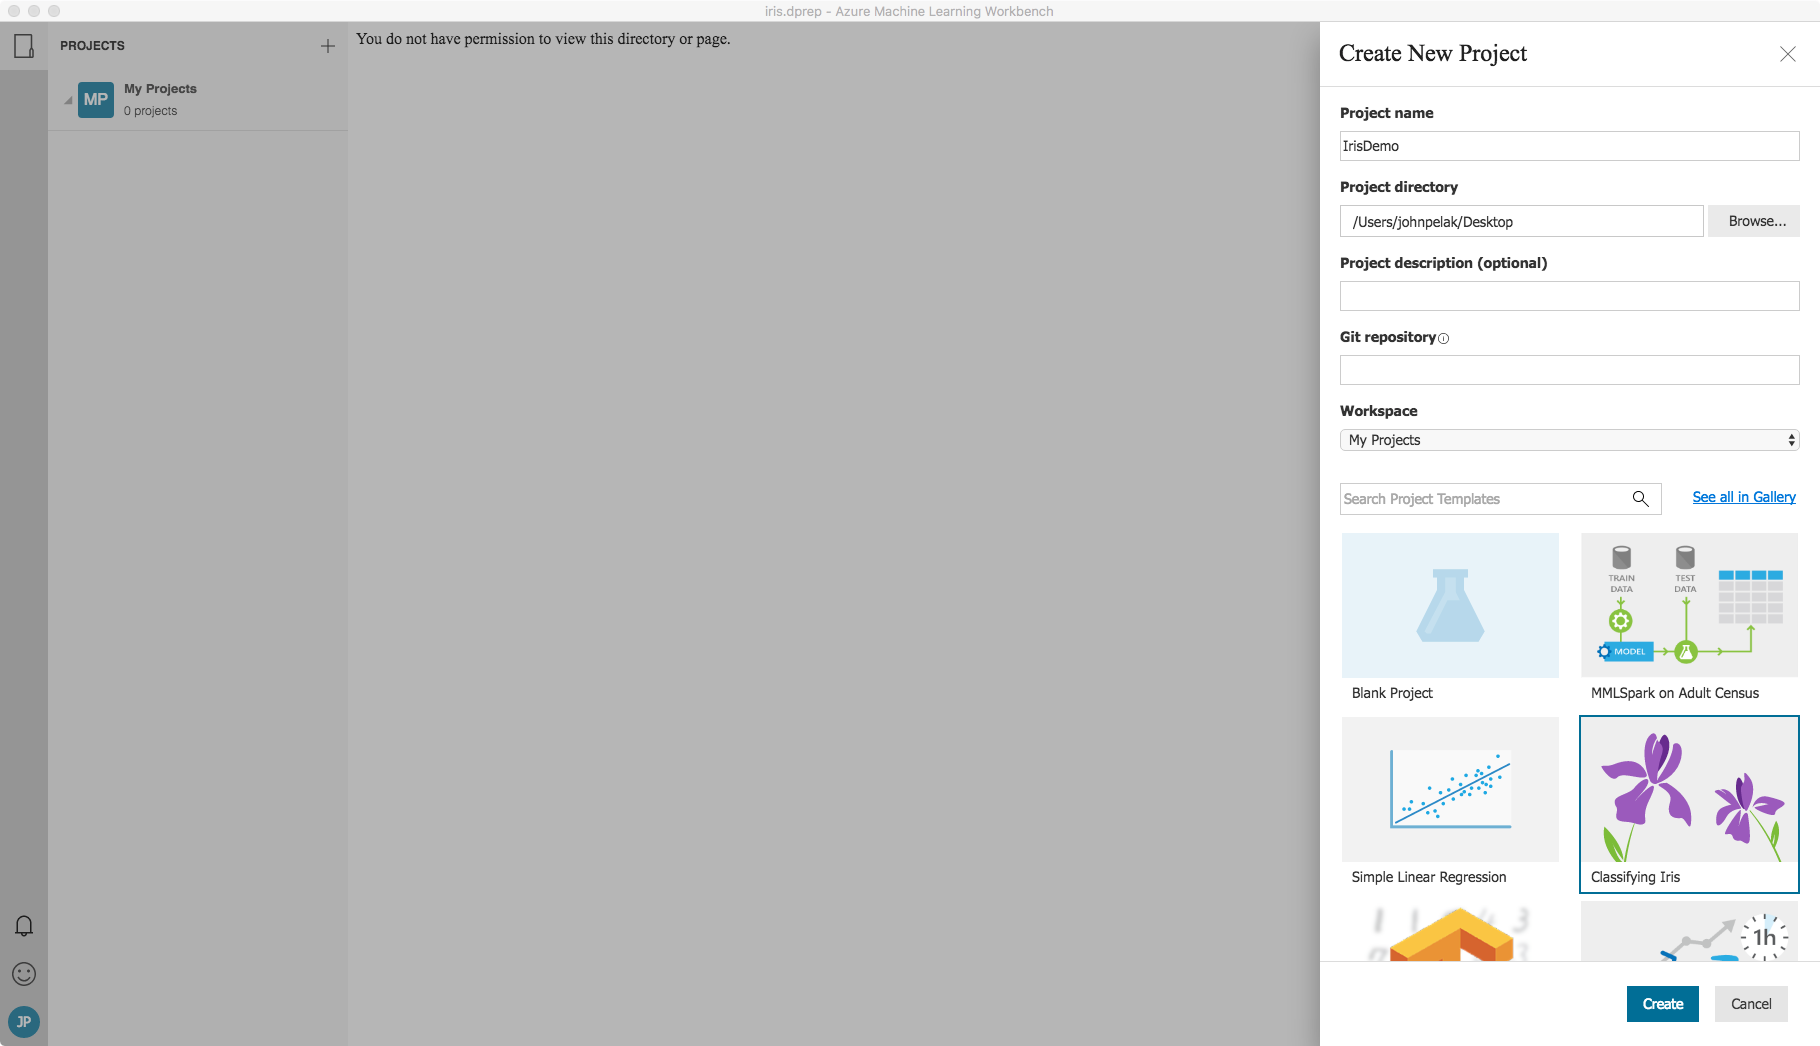 iris.dprep - Azure Machine Learning Workbench
PROJECTS
MP
My Projects
0 projects
JP
You do not have permission to view this directory or page.
Create New Project
Project name
IrisDemo
Project directory
/Users/johnpelak/Desktop
Browse...
Project description (optional)
Git repository
Workspace
My Projects
Search Project Templates
See all in Gallery
TRAIN
DATA
TEST
DATA
MODEL
Blank Project
MMLSpark on Adult Census
Simple Linear Regression
Classifying Iris
1h
Create
Cancel